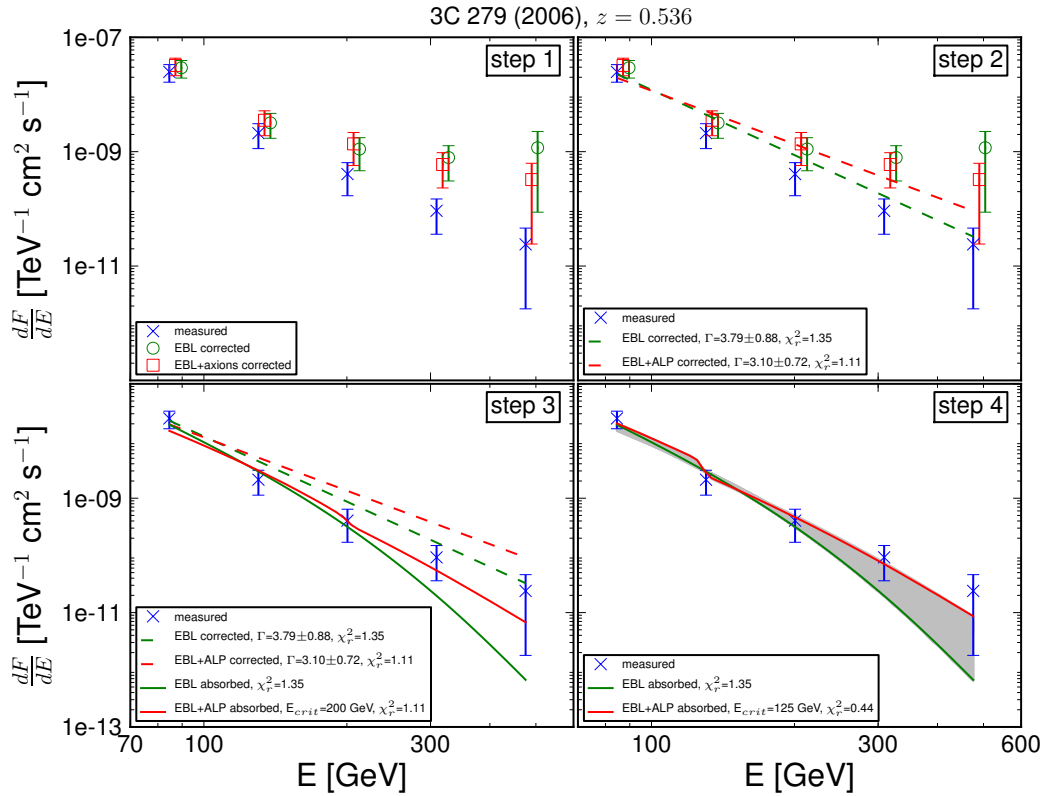 3C 279 (2006), z = 0.536
1e-07
1e-09
1e-11
dF/dE [TeV⁻¹ cm² s⁻¹]
step 1
measured
EBL corrected
EBL+axions corrected
step 2
measured
EBL corrected, Γ=3.79±0.88, χ²ᵣ=1.35
EBL+ALP corrected, Γ=3.10±0.72, χ²ᵣ=1.11
1e-09
1e-11
1e-13
dF/dE [TeV⁻¹ cm² s⁻¹]
step 3
measured
EBL corrected, Γ=3.79±0.88, χ²ᵣ=1.35
EBL+ALP corrected, Γ=3.10±0.72, χ²ᵣ=1.11
EBL absorbed, χ²ᵣ=1.35
EBL+ALP absorbed, E_crit=200 GeV, χ²ᵣ=1.11
70 100 300
E [GeV]
step 4
measured
EBL absorbed, χ²ᵣ=1.35
EBL+ALP absorbed, E_crit=125 GeV, χ²ᵣ=0.44
100 300 600
E [GeV]